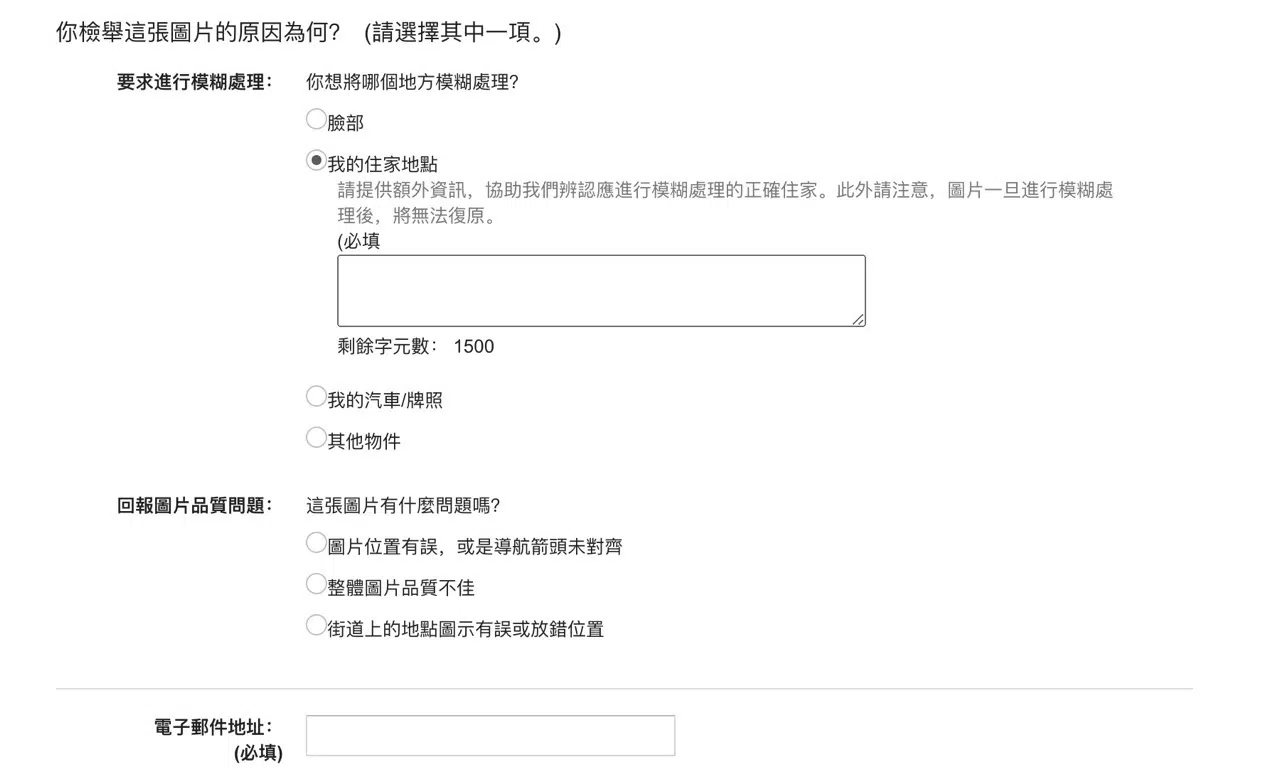 你檢舉這張圖片的原因為何? (請選擇其中一項。)
要求進行模糊處理: 你想將哪個地方模糊處理?
臉部
我的住家地點
請提供額外資訊，協助我們辨認應進行模糊處理的正確住家。此外請注意，圖片一旦進行模糊處
理後，將無法復原。
(必填
剩餘字元數: 1500
我的汽車/牌照
其他物件
回報圖片品質問題: 這張圖片有什麼問題嗎?
圖片位置有誤，或是導航箭頭未對齊
整體圖片品質不佳
街道上的地點圖示有誤或放錯位置
電子郵件地址:
(必填)